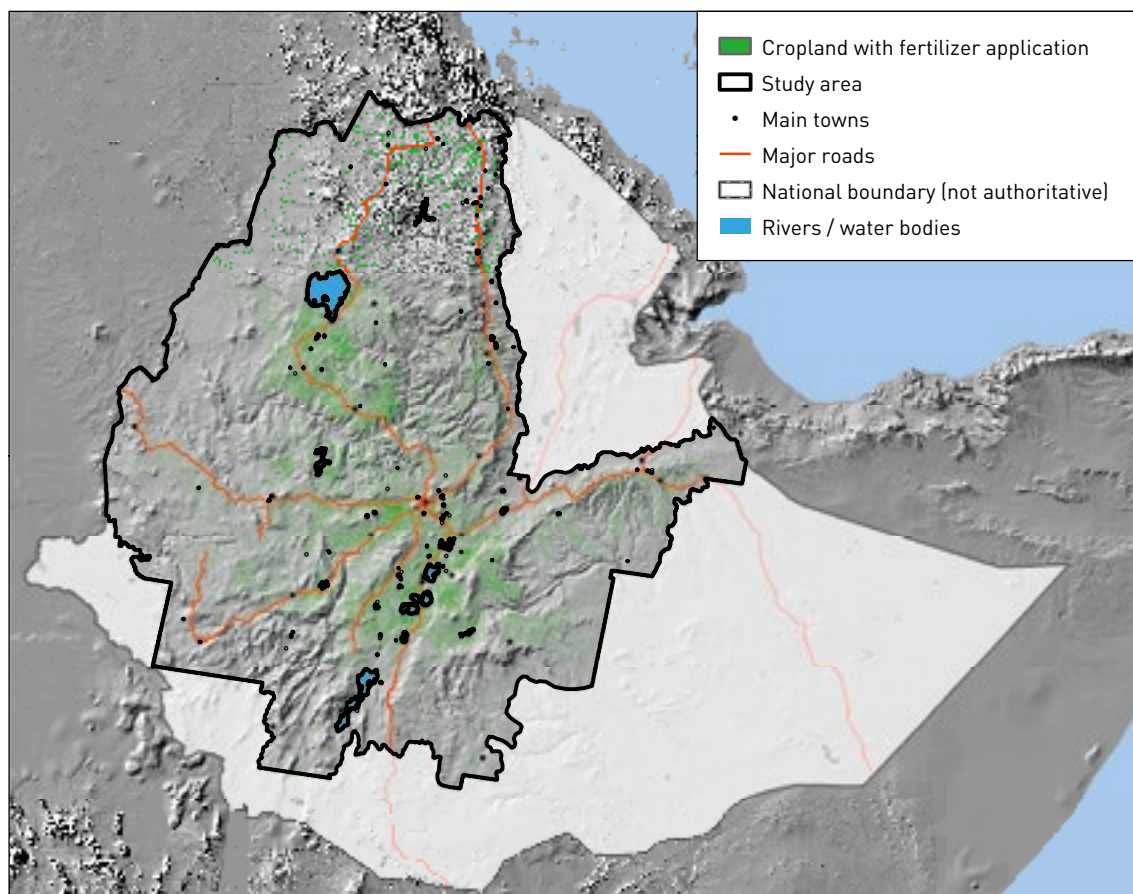 Cropland with fertilizer application
Study area
Main towns
Major roads
National boundary (not authoritative)
Rivers / water bodies